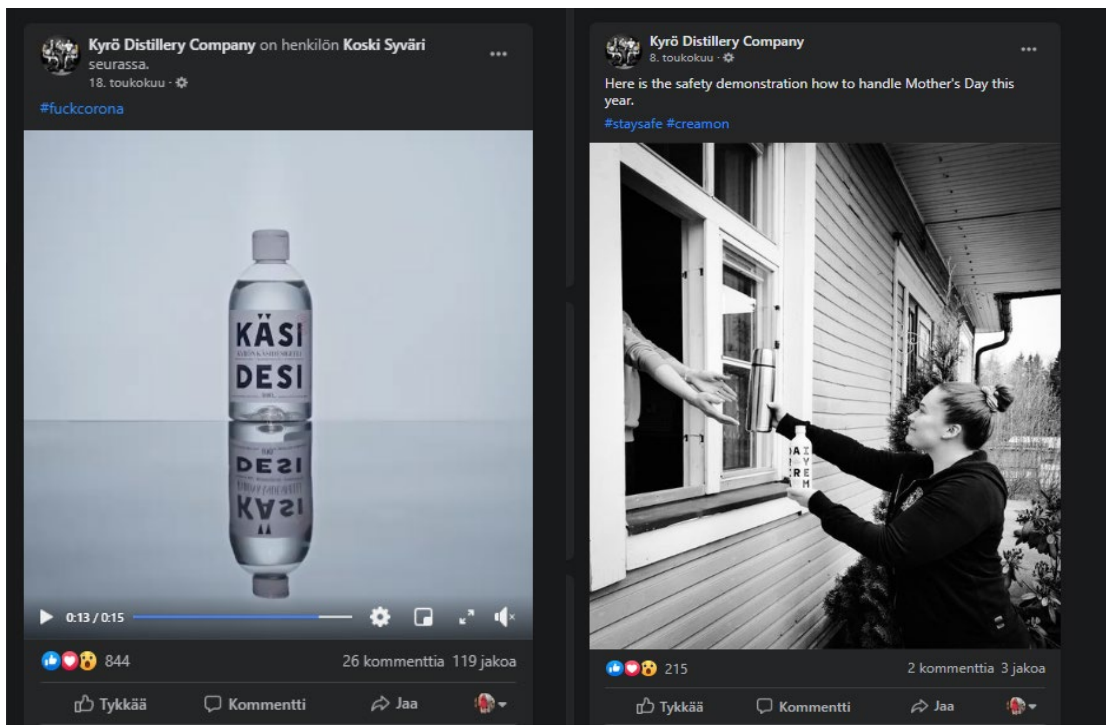 Kyrö Distillery Company on henkilön Koski Syväri
seurassa.
18. toukokuu ·
#fuckcorona
KÄSI
DESI
0:13 / 0:15
844
26 kommenttia 119 jakoa
Tykkää
Kommentti
Jaa
Kyrö Distillery Company
8. toukokuu ·
Here is the safety demonstration how to handle Mother's Day this
year.
#staysafe #creamon
215
2 kommenttia 3 jakoa
Tykkää
Kommentti
Jaa